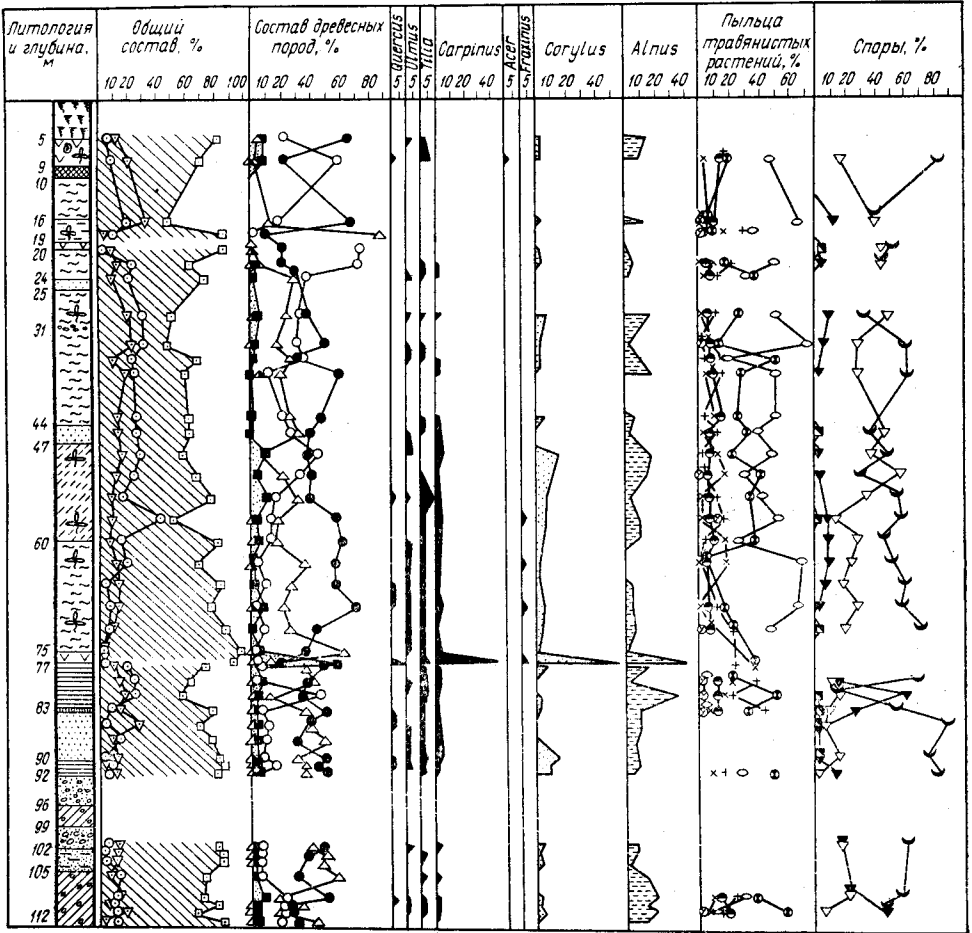 Литология
и глубина,
м
Общий
состав, %
10 20 40 60 80 100
Состав древесных
пород, %
10 20 40 60 80
Quercus
5
Ulmus
5
Tilia
5
Carpinus
10 20 40
Acer
5
Fraxinus
5
Corylus
10 20 40
Alnus
10 20 40
Пыльца
травянистых
растений, %
10 20 40 60
Споры, %
10 20 40 60 80
5
9
10
16
19
20
24
25
31
44
47
60
75
77
83
90
92
96
99
102
105
112